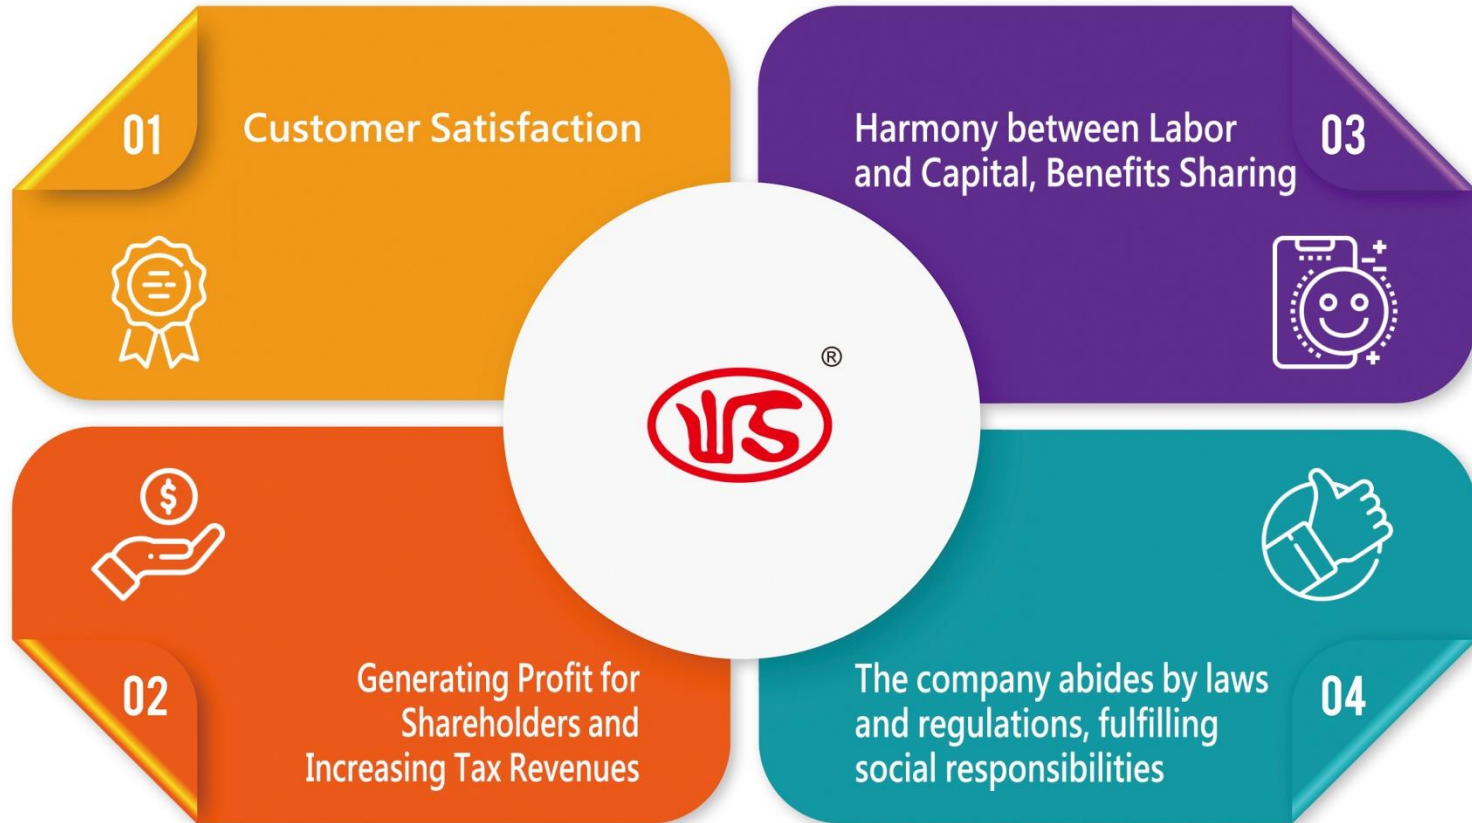 01
Customer Satisfaction
02
Generating Profit for
Shareholders and
Increasing Tax Revenues
03
Harmony between Labor
and Capital, Benefits Sharing
04
The company abides by laws
and regulations, fulfilling
social responsibilities
$
®